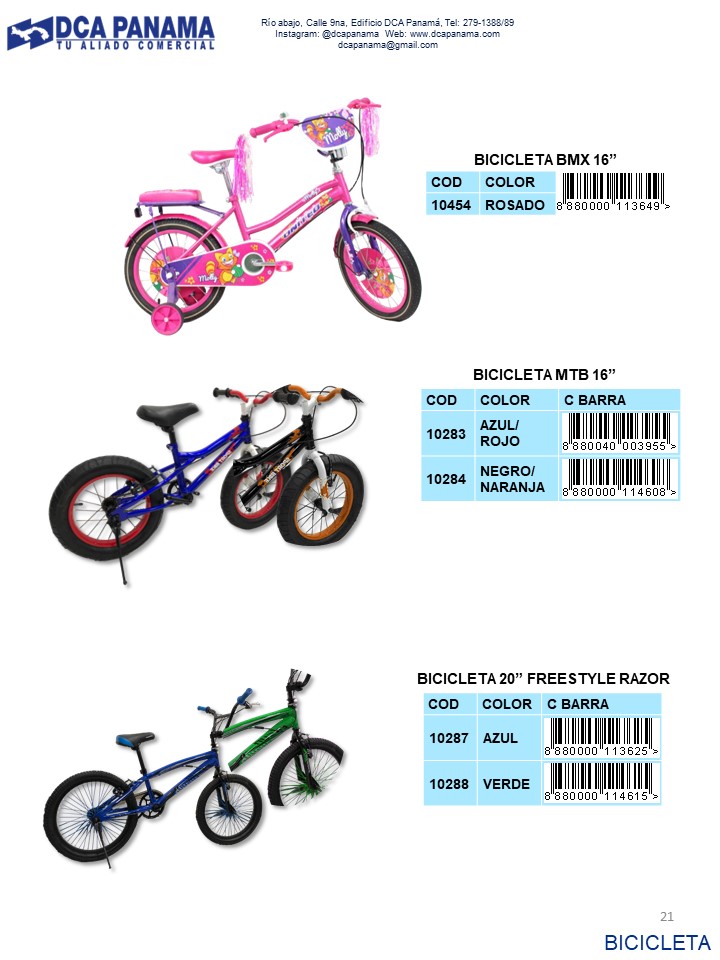 DCA PANAMA
TU ALIADO COMERCIAL
Río abajo, Calle 9na, Edificio DCA Panamá, Tel: 279-1388/89
Instagram: @dcapanama Web: www.dcapanama.com
dcapanama@gmail.com
BICICLETA BMX 16”
COD COLOR
10454 ROSADO 8 880000 113649 >
Molly
UNITED
Molly
BICICLETA MTB 16”
COD COLOR C BARRA
10283 AZUL/
ROJO
8 880040 003955 >
10284 NEGRO/
NARANJA
8 880000 114608 >
BICICLETA 20” FREESTYLE RAZOR
COD COLOR C BARRA
10287 AZUL 8 880000 113625 >
10288 VERDE 8 880000 114615 >
21
BICICLETA